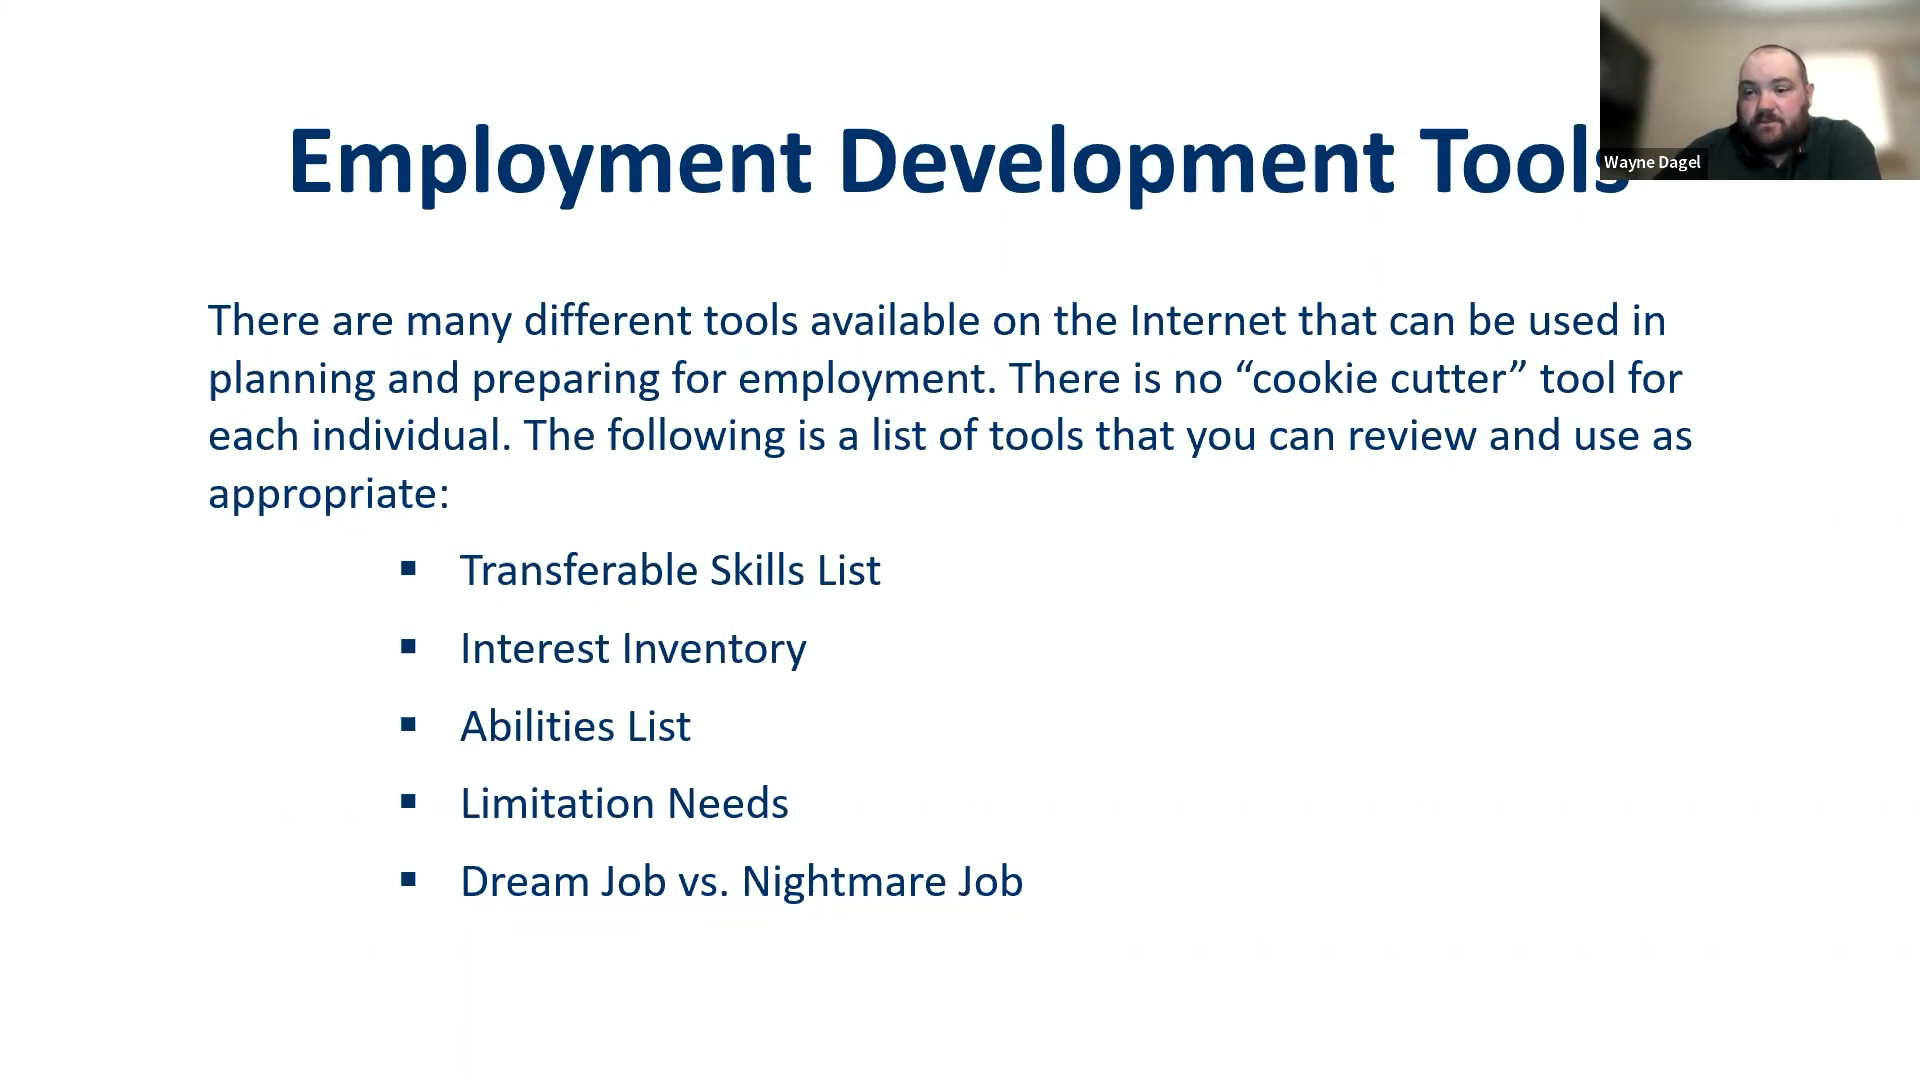 Employment Development Tools
Wayne Dagel
There are many different tools available on the Internet that can be used in
planning and preparing for employment. There is no “cookie cutter” tool for
each individual. The following is a list of tools that you can review and use as
appropriate:
▪ Transferable Skills List
▪ Interest Inventory
▪ Abilities List
▪ Limitation Needs
▪ Dream Job vs. Nightmare Job